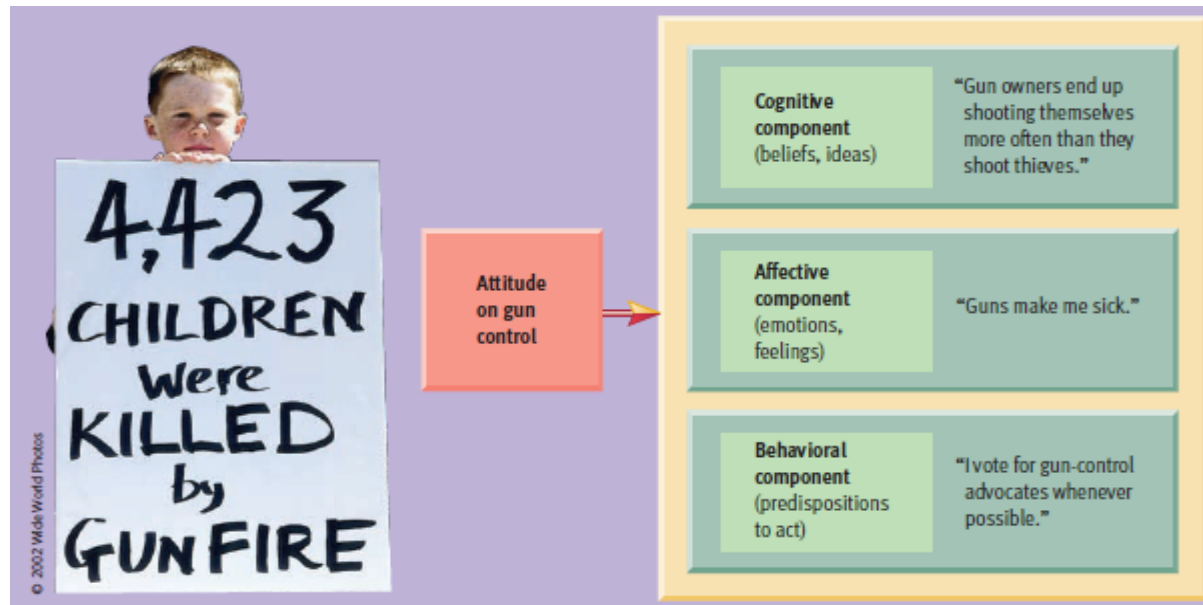 4,423
CHILDREN
Were
KILLED
by
GUNFIRE
© 2002 Wide World Photos
Attitude
on gun
control
Cognitive
component
(beliefs, ideas)
“Gun owners end up
shooting themselves
more often than they
shoot thieves.”
Affective
component
(emotions,
feelings)
“Guns make me sick.”
Behavioral
component
(predispositions
to act)
“I vote for gun-control
advocates whenever
possible.”